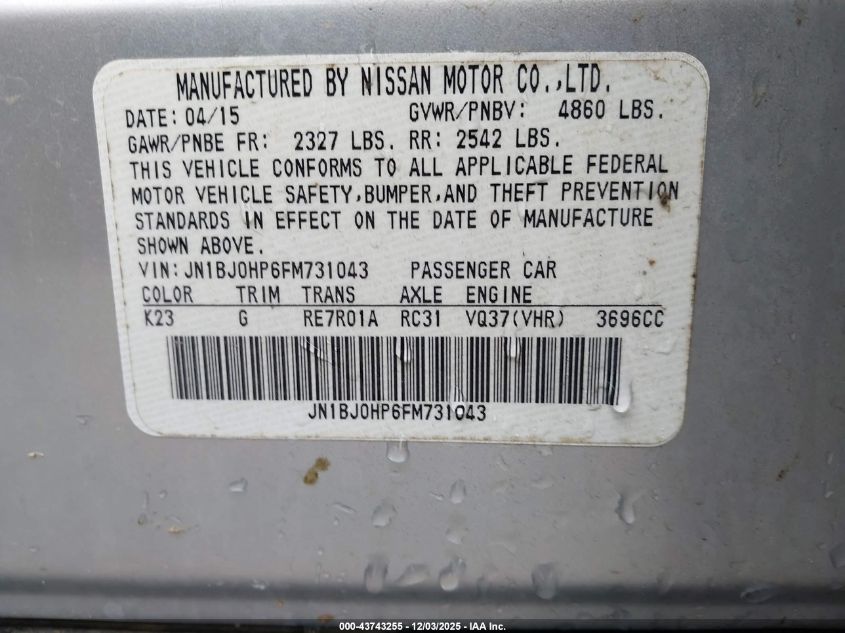 MANUFACTURED BY NISSAN MOTOR CO.,LTD.
DATE: 04/15 GVWR/PNBV: 4860 LBS.
GAWR/PNBE FR: 2327 LBS. RR: 2542 LBS.
THIS VEHICLE CONFORMS TO ALL APPLICABLE FEDERAL
MOTOR VEHICLE SAFETY,BUMPER,AND THEFT PREVENTION
STANDARDS IN EFFECT ON THE DATE OF MANUFACTURE
SHOWN ABOVE.
VIN:JN1BJ0HP6FM731043 PASSENGER CAR
COLOR TRIM TRANS AXLE ENGINE
K23 G RE7R01A RC31 VQ37(VHR) 3696CC
JN1BJ0HP6FM731043
000-43743255 - 12/03/2025 - IAA Inc.